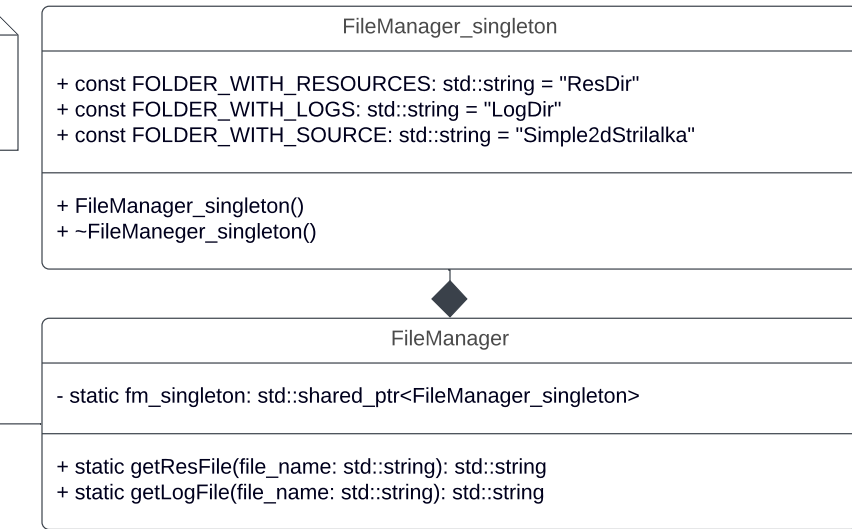 FileManager_singleton
+ const FOLDER_WITH_RESOURCES: std::string = "ResDir"
+ const FOLDER_WITH_LOGS: std::string = "LogDir"
+ const FOLDER_WITH_SOURCE: std::string = "Simple2dStrilalka"
+ FileManager_singleton()
+ ~FileManeger_singleton()
FileManager
- static fm_singleton: std::shared_ptr<FileManager_singleton>
+ static getResFile(file_name: std::string): std::string
+ static getLogFile(file_name: std::string): std::string